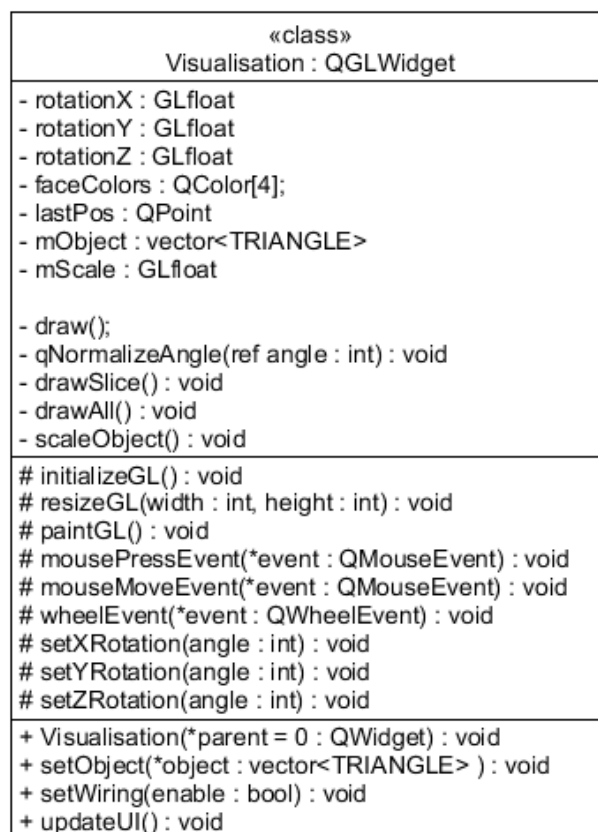 «class»
Visualisation : QGLWidget
- rotationX : GLfloat
- rotationY : GLfloat
- rotationZ : GLfloat
- faceColors : QColor[4];
- lastPos : QPoint
- mObject : vector<TRIANGLE>
- mScale : GLfloat
- draw();
- qNormalizeAngle(ref angle : int) : void
- drawSlice() : void
- drawAll() : void
- scaleObject() : void
# initializeGL() : void
# resizeGL(width : int, height : int) : void
# paintGL() : void
# mousePressEvent(*event : QMouseEvent) : void
# mouseMoveEvent(*event : QMouseEvent) : void
# wheelEvent(*event : QWheelEvent) : void
# setXRotation(angle : int) : void
# setYRotation(angle : int) : void
# setZRotation(angle : int) : void
+ Visualisation(*parent = 0 : QWidget) : void
+ setObject(*object : vector<TRIANGLE> ) : void
+ setWiring(enable : bool) : void
+ updateUI() : void